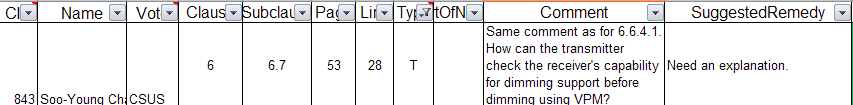 Cl Name Vot Claus Subclau Pag Lin Typ tOfN Comment SuggestedRemedy
Same comment as for 6.6.4.1.
How can the transmitter
check the receiver's capability
for dimming support before
dimming using VPM?
843 Soo-Young Cha CSUS 6 6.7 53 28 T Need an explanation.